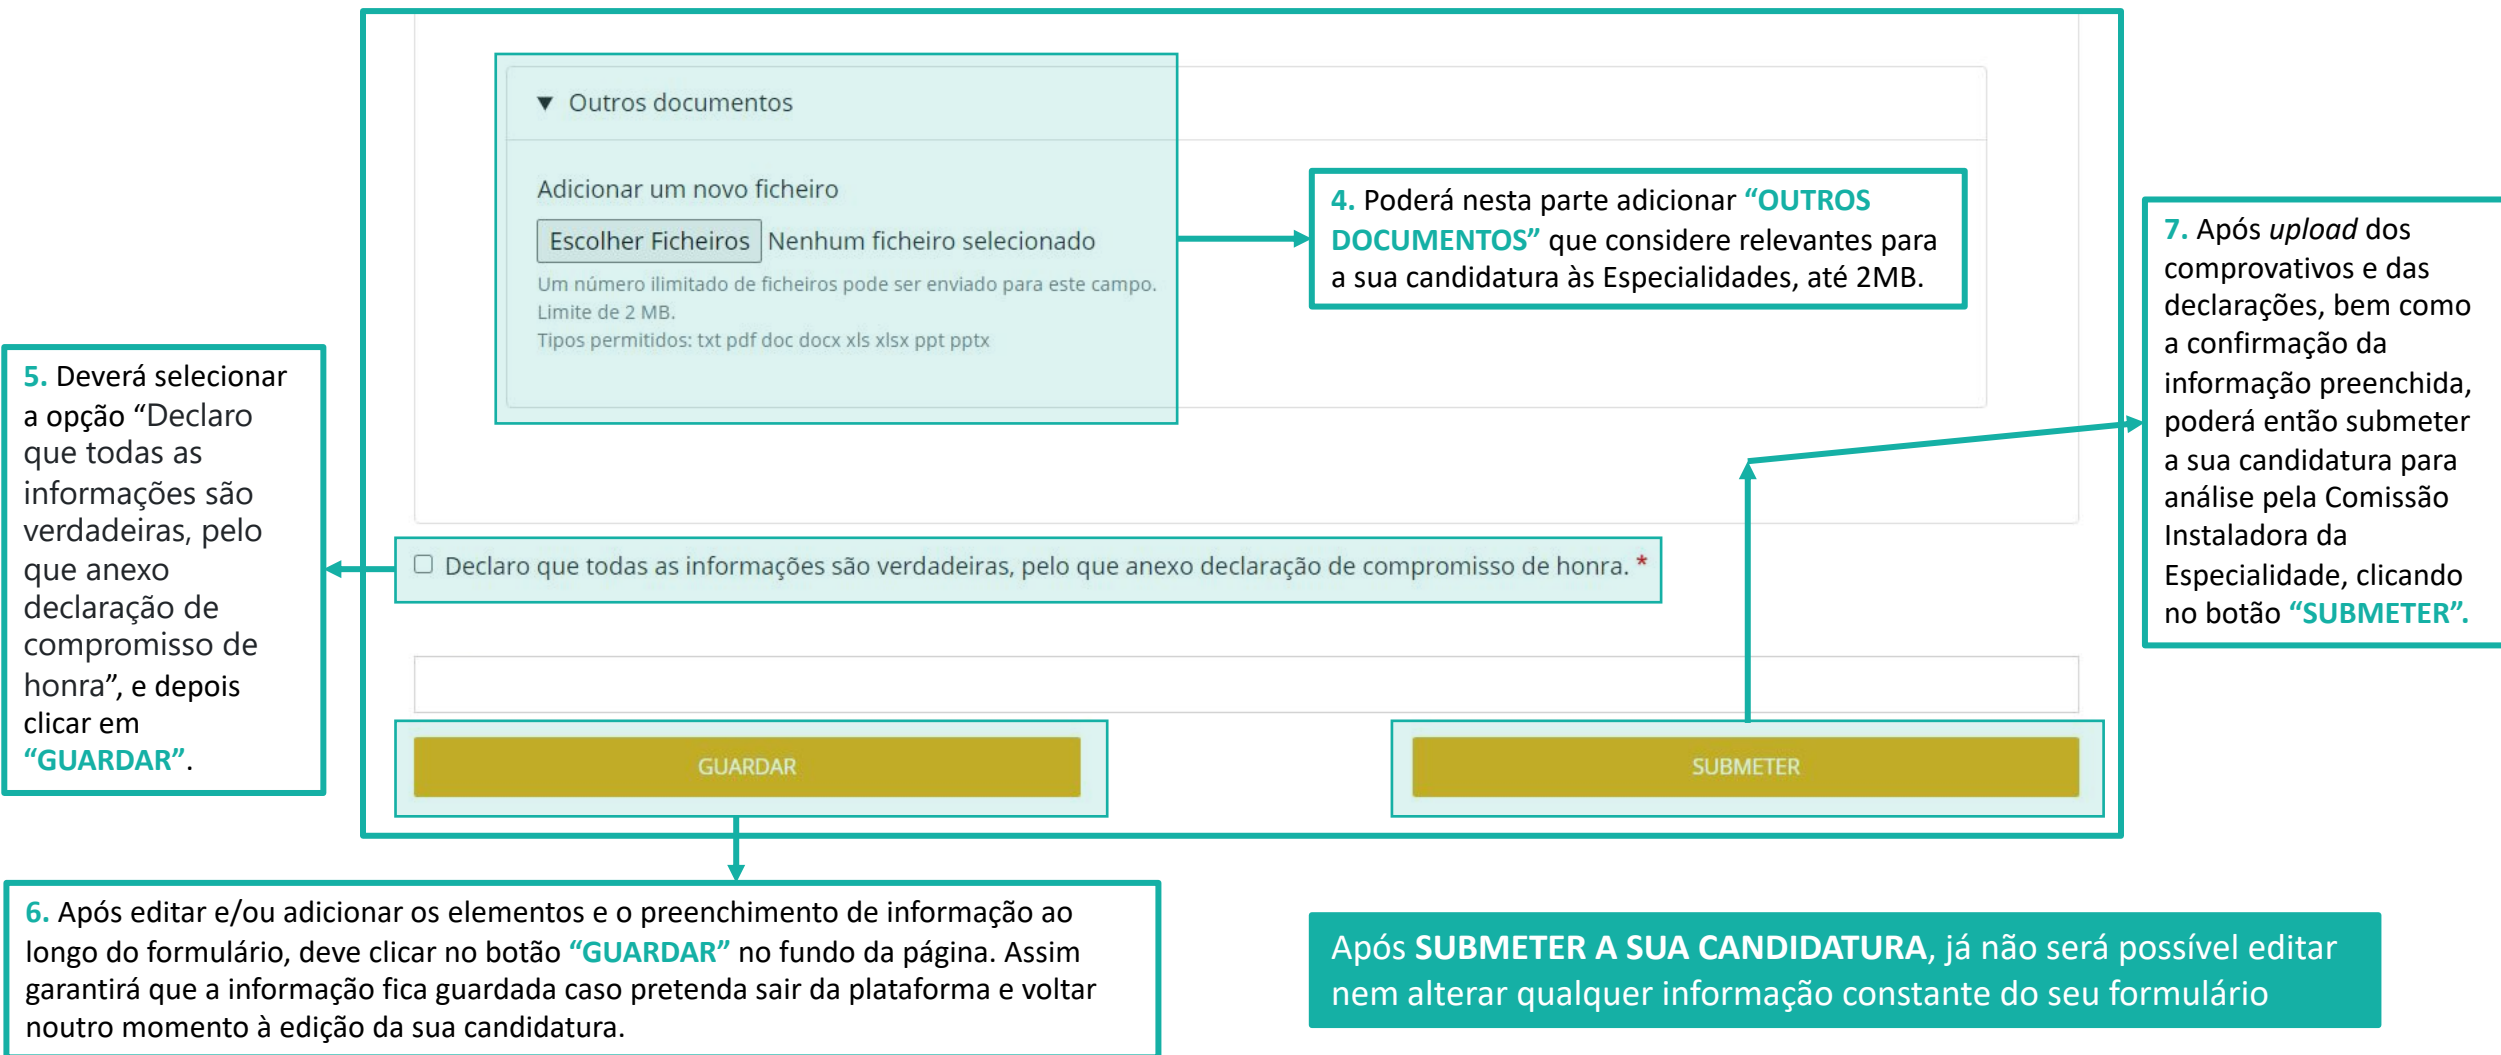 ▼ Outros documentos
Adicionar um novo ficheiro
Escolher Ficheiros Nenhum ficheiro selecionado
Um número ilimitado de ficheiros pode ser enviado para este campo.
Limite de 2 MB.
Tipos permitidos: txt pdf doc docx xls xlsx ppt pptx
4. Poderá nesta parte adicionar “OUTROS
DOCUMENTOS” que considere relevantes para
a sua candidatura às Especialidades, até 2MB.
5. Deverá selecionar
a opção “Declaro
que todas as
informações são
verdadeiras, pelo
que anexo
declaração de
compromisso de
honra”, e depois
clicar em
“GUARDAR”.
Declaro que todas as informações são verdadeiras, pelo que anexo declaração de compromisso de honra. *
GUARDAR
SUBMETER
7. Após upload dos
comprovativos e das
declarações, bem como
a confirmação da
informação preenchida,
poderá então submeter
a sua candidatura para
análise pela Comissão
Instaladora da
Especialidade, clicando
no botão “SUBMETER”.
6. Após editar e/ou adicionar os elementos e o preenchimento de informação ao
longo do formulário, deve clicar no botão “GUARDAR” no fundo da página. Assim
garantirá que a informação fica guardada caso pretenda sair da plataforma e voltar
noutro momento à edição da sua candidatura.
Após SUBMETER A SUA CANDIDATURA, já não será possível editar
nem alterar qualquer informação constante do seu formulário